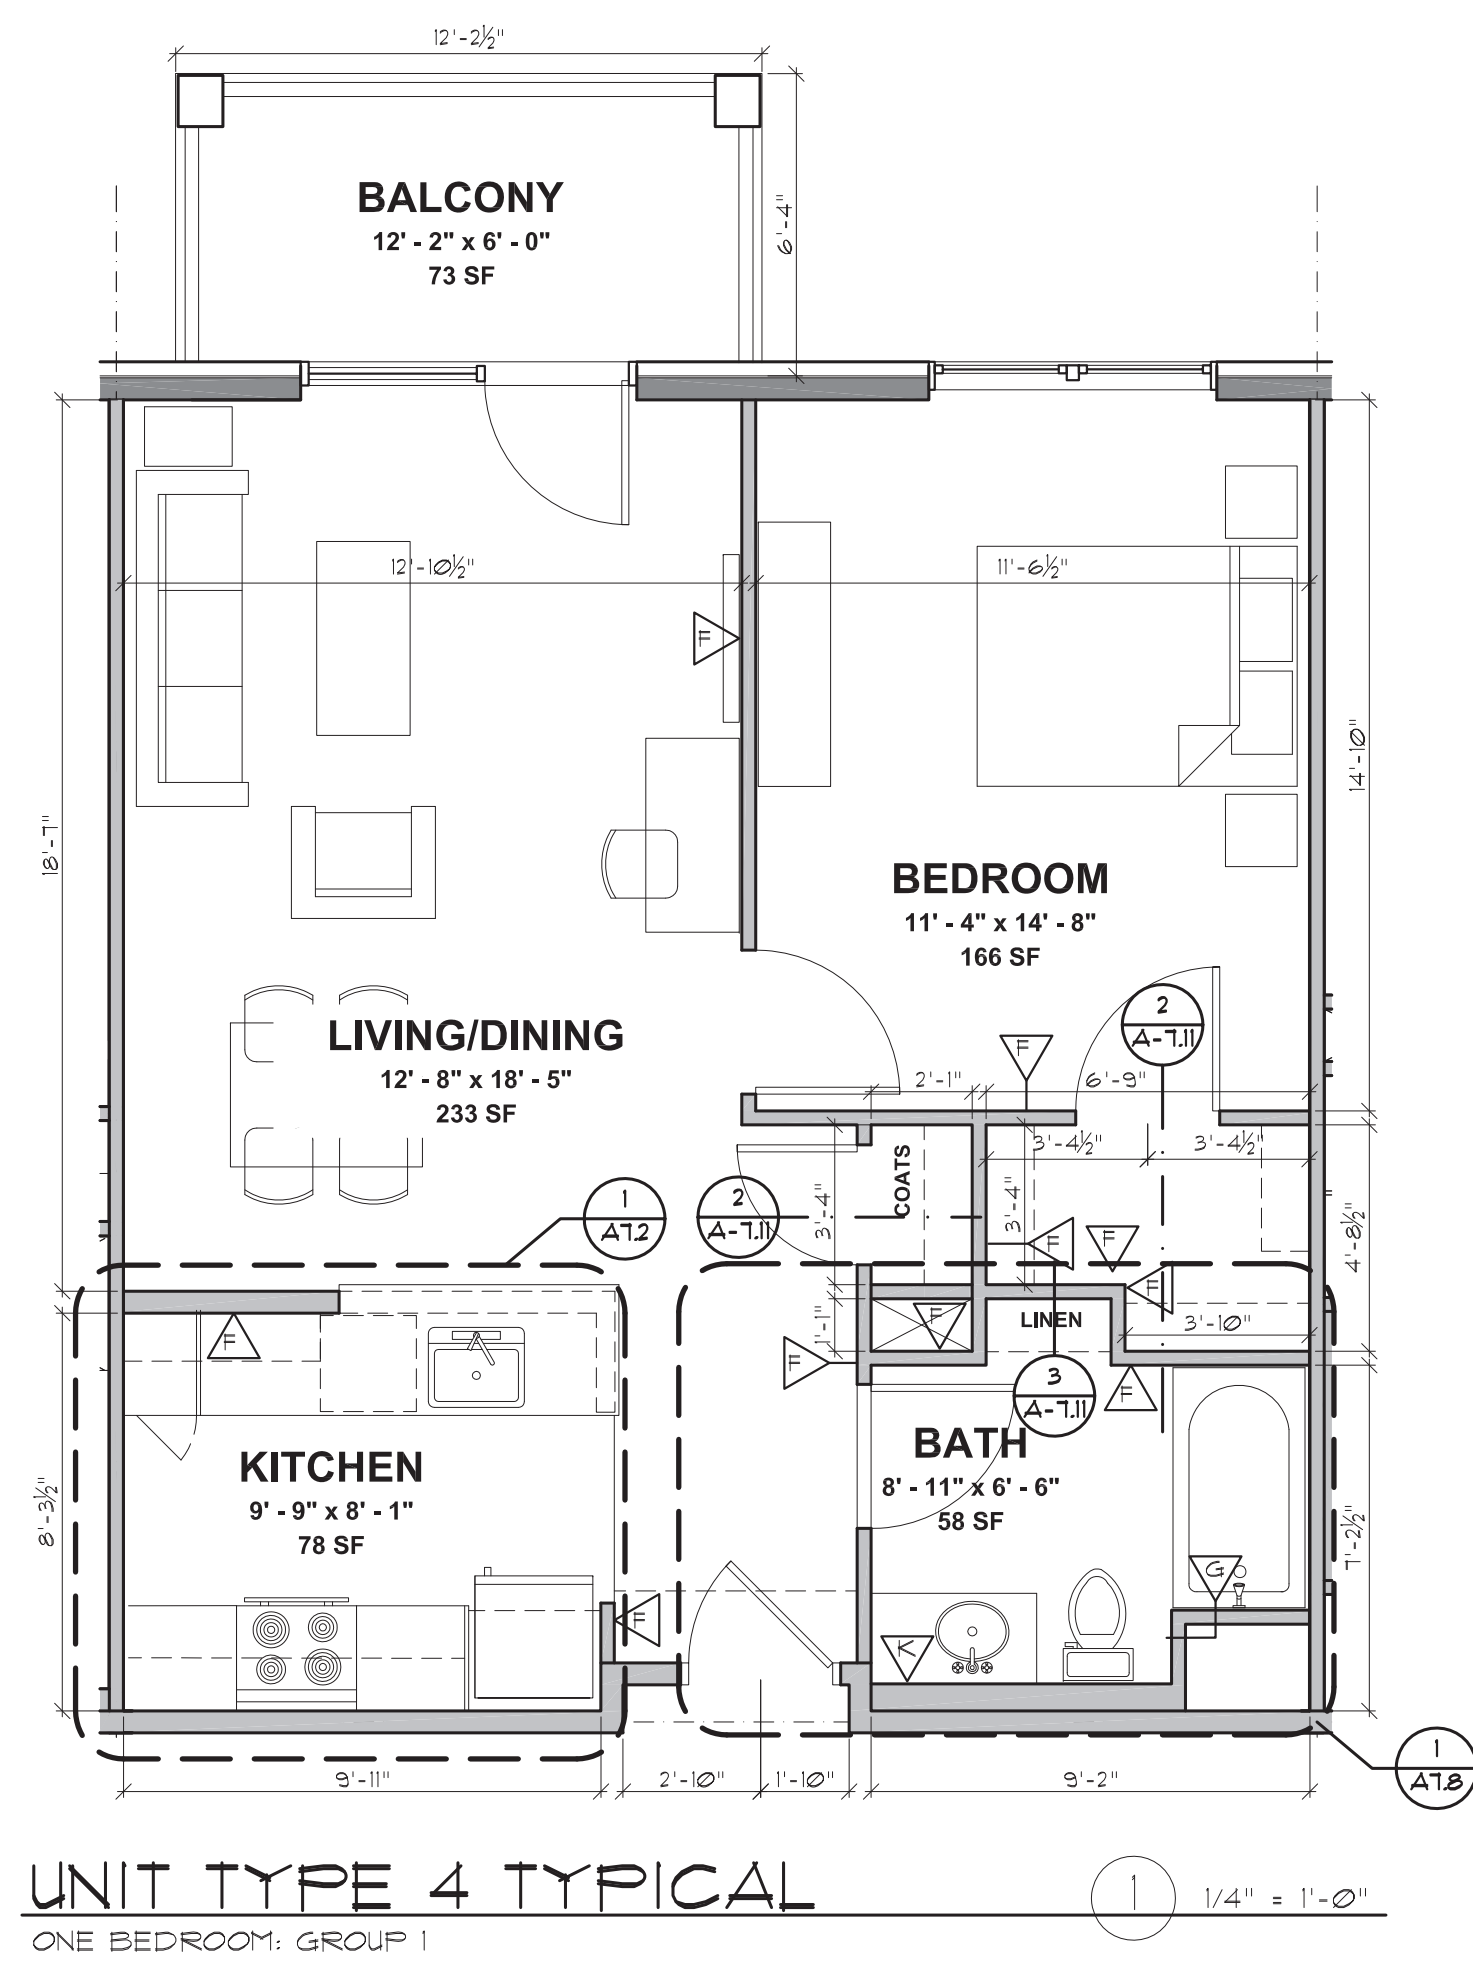 12'-2½"
BALCONY
12' - 2" x 6' - 0"
73 SF
6'-4"
12'-10½"
11'-6½"
F
18'-7"
14'-10"
BEDROOM
11' - 4" x 14' - 8"
166 SF
LIVING/DINING
12' - 8" x 18' - 5"
233 SF
2
A-7.11
F
2'-1"
6'-9"
3'-4½"
3'-4½"
COATS
1
A7.2
2
A-7.11
3'-4"
3'-4"
F
F
F
4'-8½"
F
F
LINEN
1'-1"
3'-10"
F
3
A-7.11
F
KITCHEN
9' - 9" x 8' - 1"
78 SF
8'-3½"
BATH
8' - 11" x 6' - 6"
58 SF
7'-2½"
G
F
K
9'-11"
2'-10"
1'-10"
9'-2"
1
A7.8
UNIT TYPE 4 TYPICAL
1
1/4" = 1'-0"
ONE BEDROOM: GROUP 1